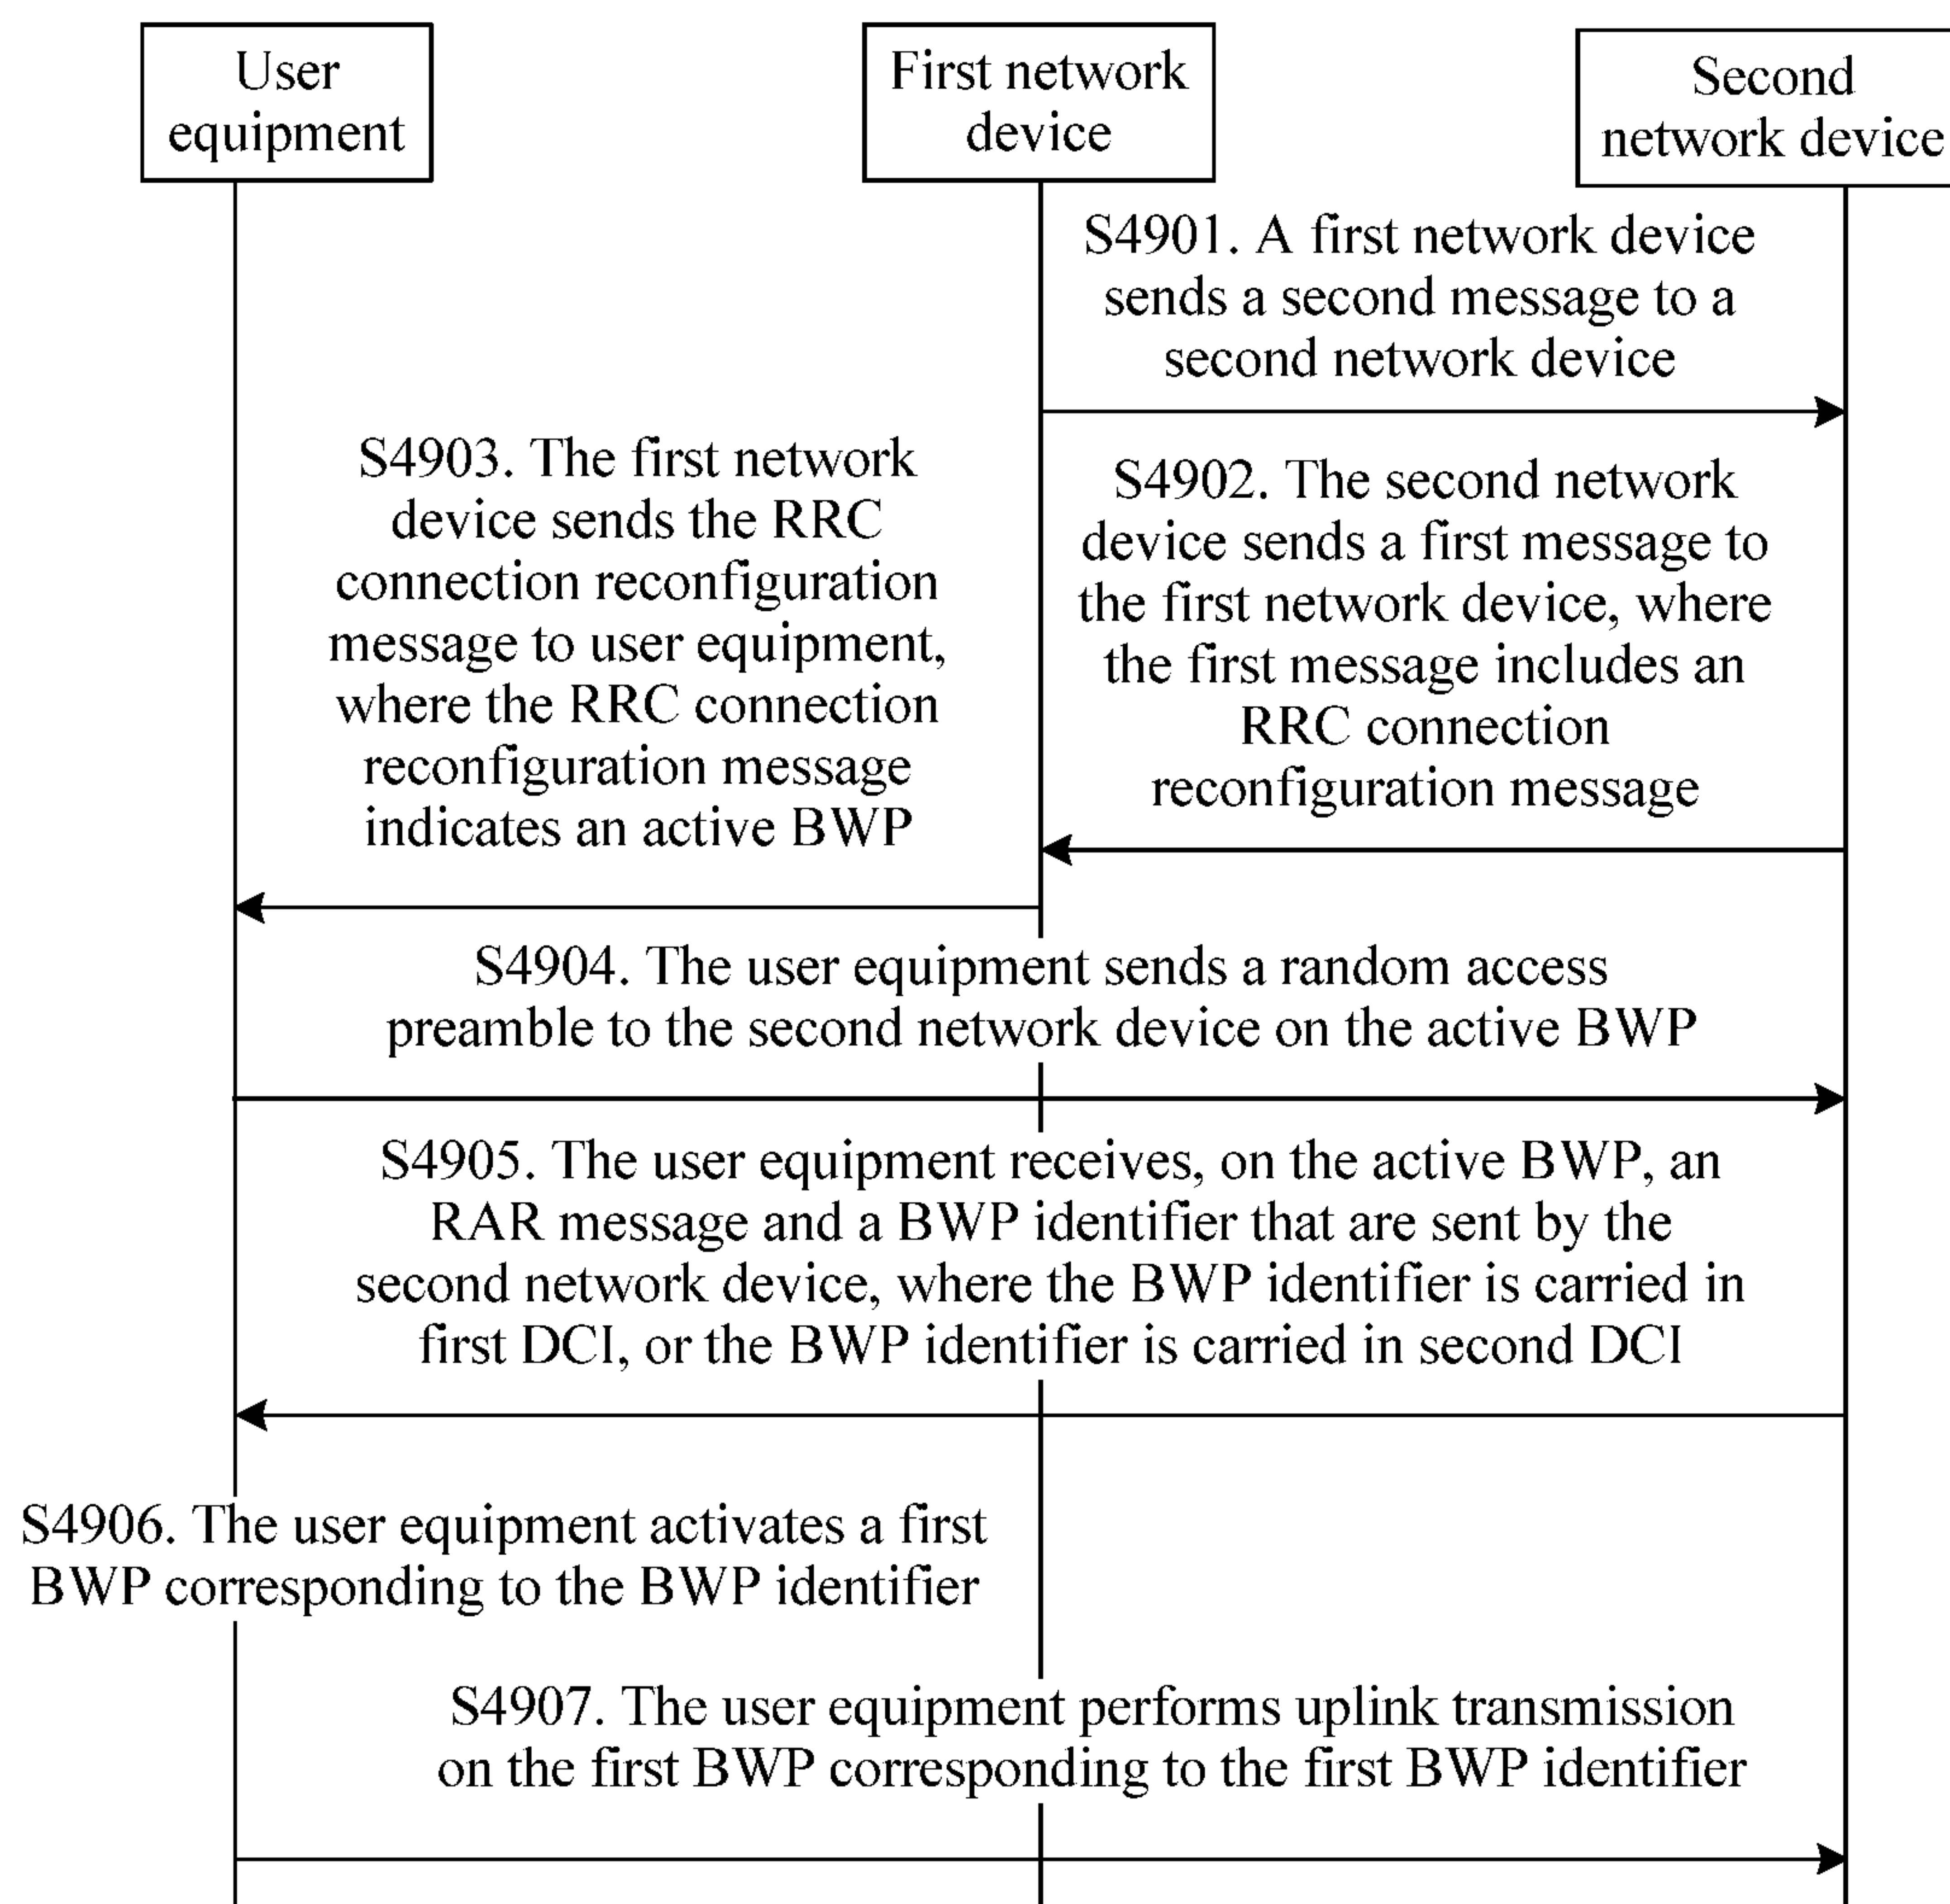 User
equipment
First network
device
Second
network device
S4901. A first network device
sends a second message to a
second network device
S4902. The second network
device sends a first message to
the first network device, where
the first message includes an
RRC connection
reconfiguration message
S4903. The first network
device sends the RRC
connection reconfiguration
message to user equipment,
where the RRC connection
reconfiguration message
indicates an active BWP
S4904. The user equipment sends a random access
preamble to the second network device on the active BWP
S4905. The user equipment receives, on the active BWP, an
RAR message and a BWP identifier that are sent by the
second network device, where the BWP identifier is carried in
first DCI, or the BWP identifier is carried in second DCI
S4906. The user equipment activates a first
BWP corresponding to the BWP identifier
S4907. The user equipment performs uplink transmission
on the first BWP corresponding to the first BWP identifier